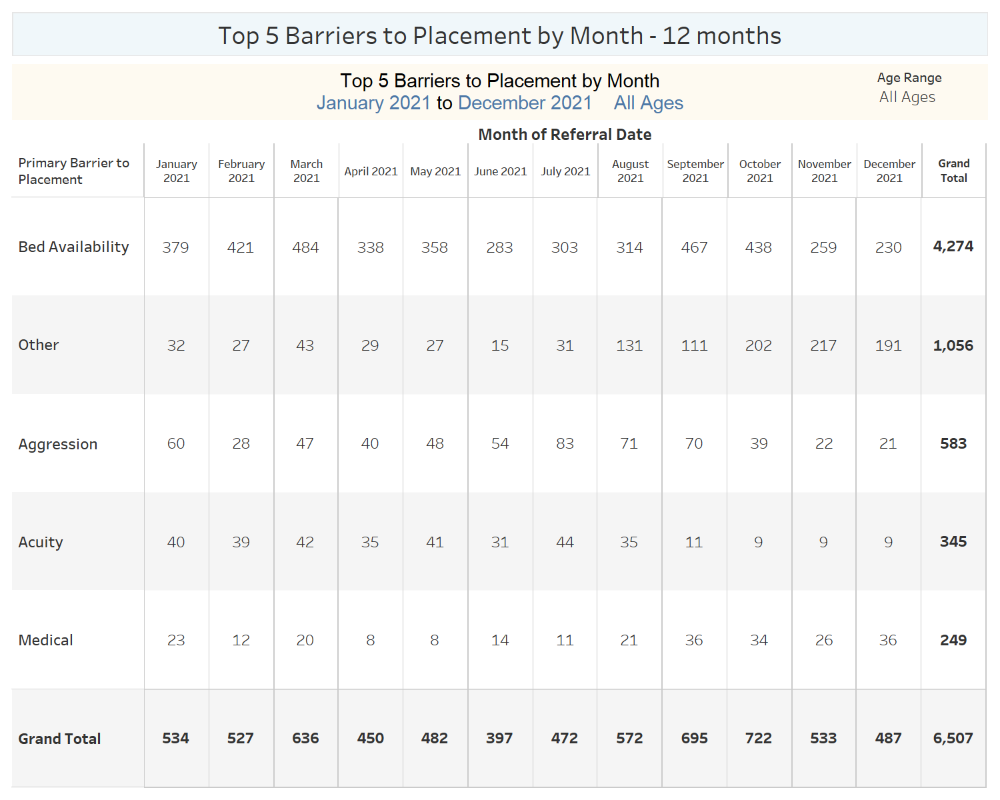 Top 5 Barriers to Placement by Month - 12 months
Top 5 Barriers to Placement by Month
January 2021 to December 2021 All Ages
Age Range
All Ages
Month of Referral Date
Primary Barrier to
Placement
January
2021
February
2021
March
2021
April 2021
May 2021
June 2021
July 2021
August
2021
September
2021
October
2021
November
2021
December
2021
Grand
Total
Bed Availability 379 421 484 338 358 283 303 314 467 438 259 230 4,274
Other 32 27 43 29 27 15 31 131 111 202 217 191 1,056
Aggression 60 28 47 40 48 54 83 71 70 39 22 21 583
Acuity 40 39 42 35 41 31 44 35 11 9 9 9 345
Medical 23 12 20 8 8 14 11 21 36 34 26 36 249
Grand Total 534 527 636 450 482 397 472 572 695 722 533 487 6,507